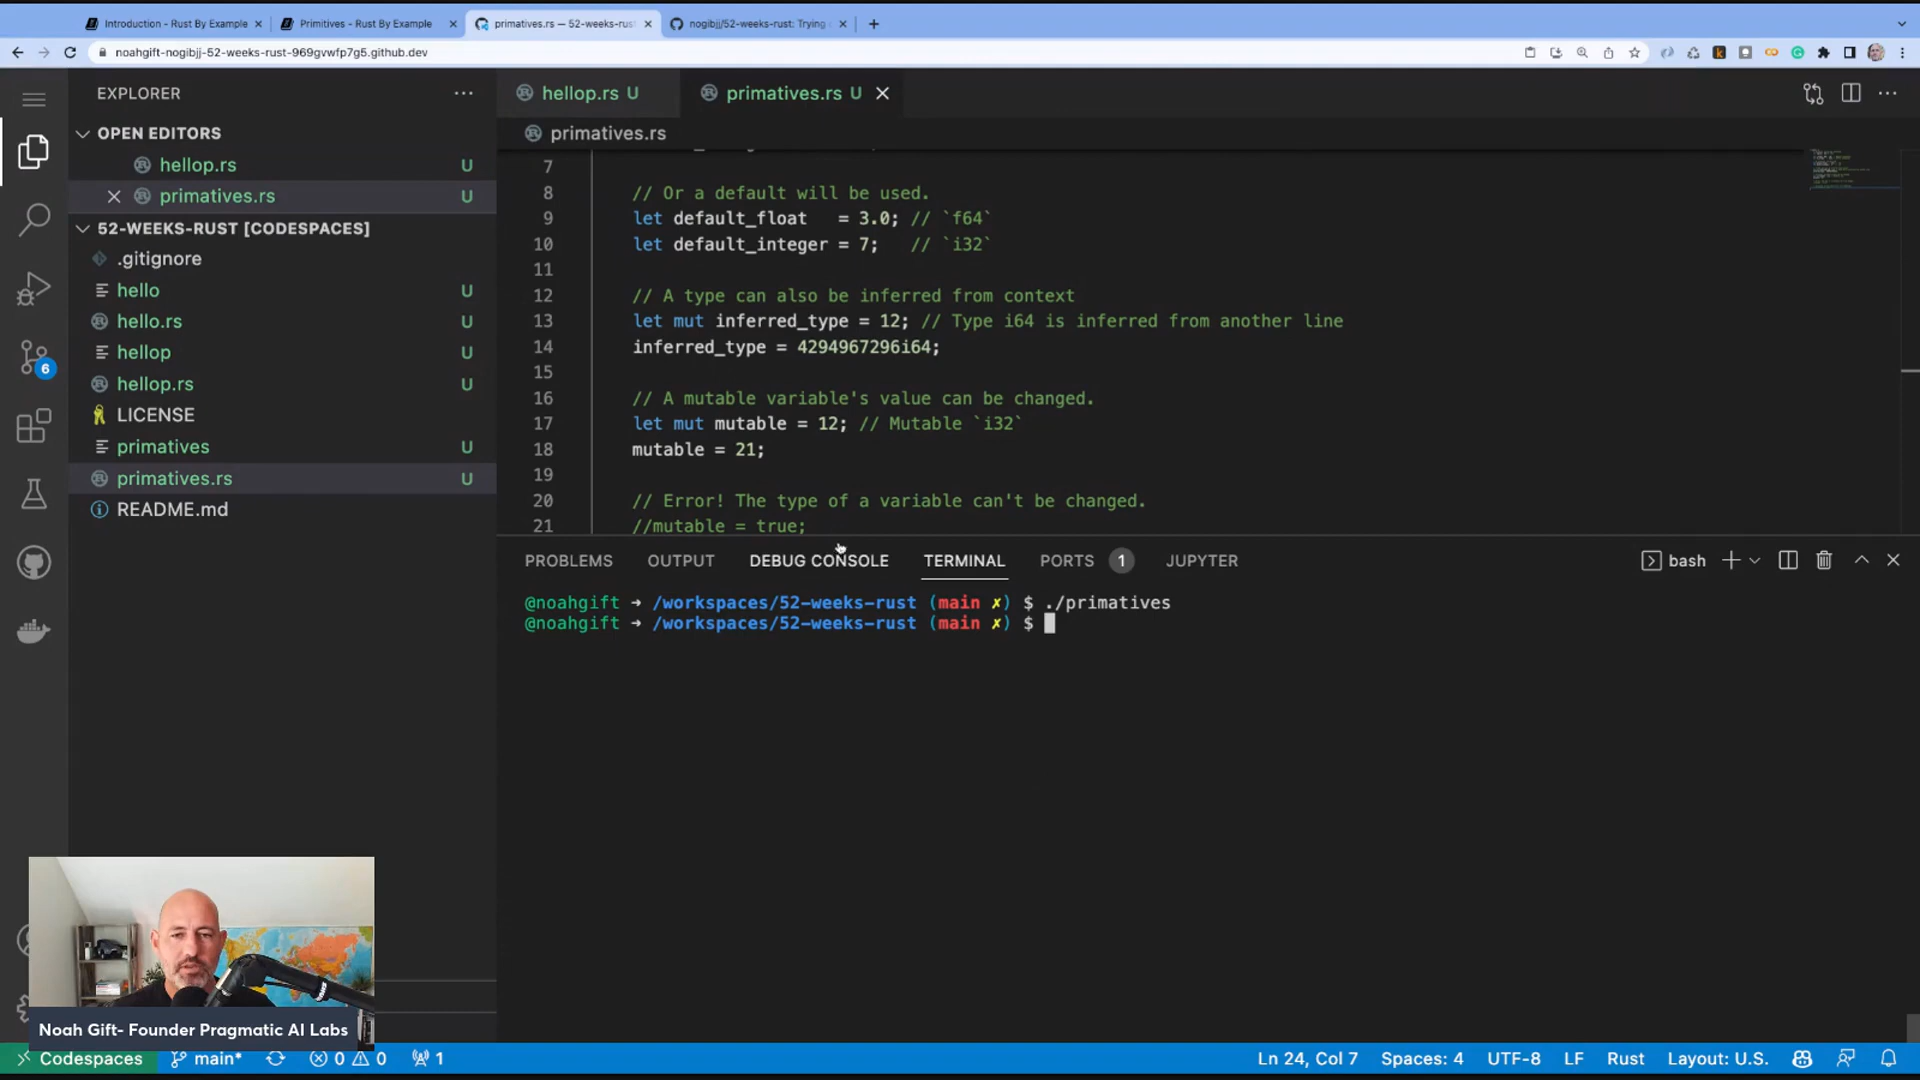 Introduction - Rust By Example
Primitives - Rust By Example
primatives.rs — 52-weeks-rus
nogibjj/52-weeks-rust: Trying
noahgift-nogibjj-52-weeks-rust-969gvwfp7g5.github.dev
EXPLORER
OPEN EDITORS
hellop.rs U
primatives.rs U
52-WEEKS-RUST [CODESPACES]
.gitignore
hello U
hello.rs U
hellop U
hellop.rs U
LICENSE
primatives U
primatives.rs U
README.md
6
hellop.rs U
primatives.rs U
primatives.rs
7
8 // Or a default will be used.
9 let default_float   = 3.0; // `f64`
10 let default_integer = 7;   // `i32`
11
12 // A type can also be inferred from context
13 let mut inferred_type = 12; // Type i64 is inferred from another line
14 inferred_type = 4294967296i64;
15
16 // A mutable variable's value can be changed.
17 let mut mutable = 12; // Mutable `i32`
18 mutable = 21;
19
20 // Error! The type of a variable can't be changed.
21 //mutable = true;
PROBLEMS OUTPUT DEBUG CONSOLE TERMINAL PORTS 1 JUPYTER
bash
@noahgift → /workspaces/52-weeks-rust (main ✗) $ ./primatives
@noahgift → /workspaces/52-weeks-rust (main ✗) $
Noah Gift- Founder Pragmatic AI Labs
Codespaces main* 0 0 1
Ln 24, Col 7 Spaces: 4 UTF-8 LF Rust Layout: U.S.